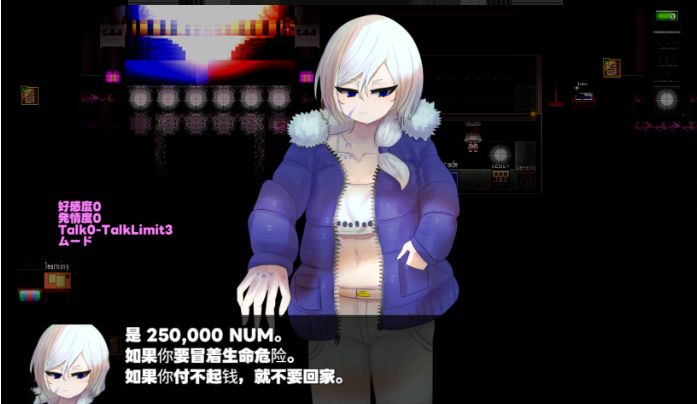 好感度0
発情度0
Talk0-TalkLimit3
ムード
Tearning
rade
是 250,000 NUM。
如果你要冒着生命危险。
如果你付不起钱，就不要回家。